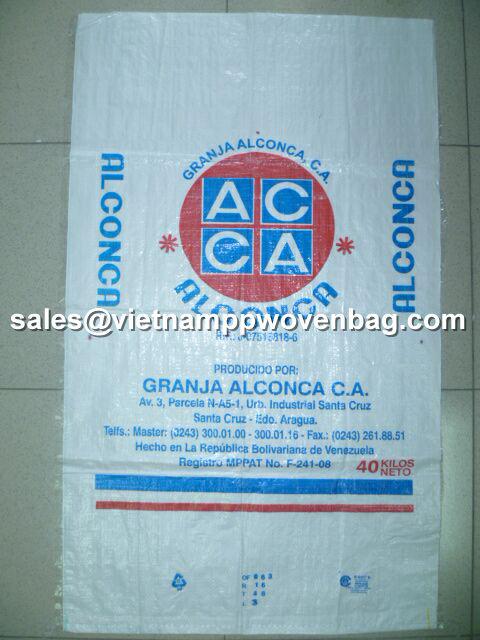 GRANJA ALCONCA, C.A.
AC
CA
ALCONCA
ALCONCA
ALCONCA
sales@vietnamppwovenbag.com
PRODUCIDO POR:
GRANJA ALCONCA C.A.
Av. 3, Parcela N-A5-1, Urb. Industrial Santa Cruz
Santa Cruz - Edo. Aragua.
Telfs.: Master: (0243) 300.01.00 - 300.01.16 - Fax.: (0243) 261.88.51
Hecho en La República Bolivariana de Venezuela
Registro MPPAT No. F-241-08
40 KILOS
NETO